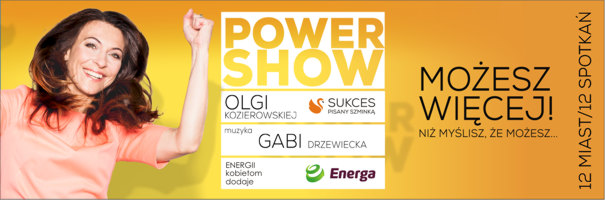 POWER
SHOW
OLGI
KOZIEROWSKIEJ
SUKCES
PISANY SZMINKĄ
muzyka
GABI DRZEWIECKA
ENERGII
kobietom
dodaje
Energa
MOŻESZ
WIĘCEJ!
NIŻ MYŚLISZ, ŻE MOŻESZ...
12 MIAST/12 SPOTKAŃ